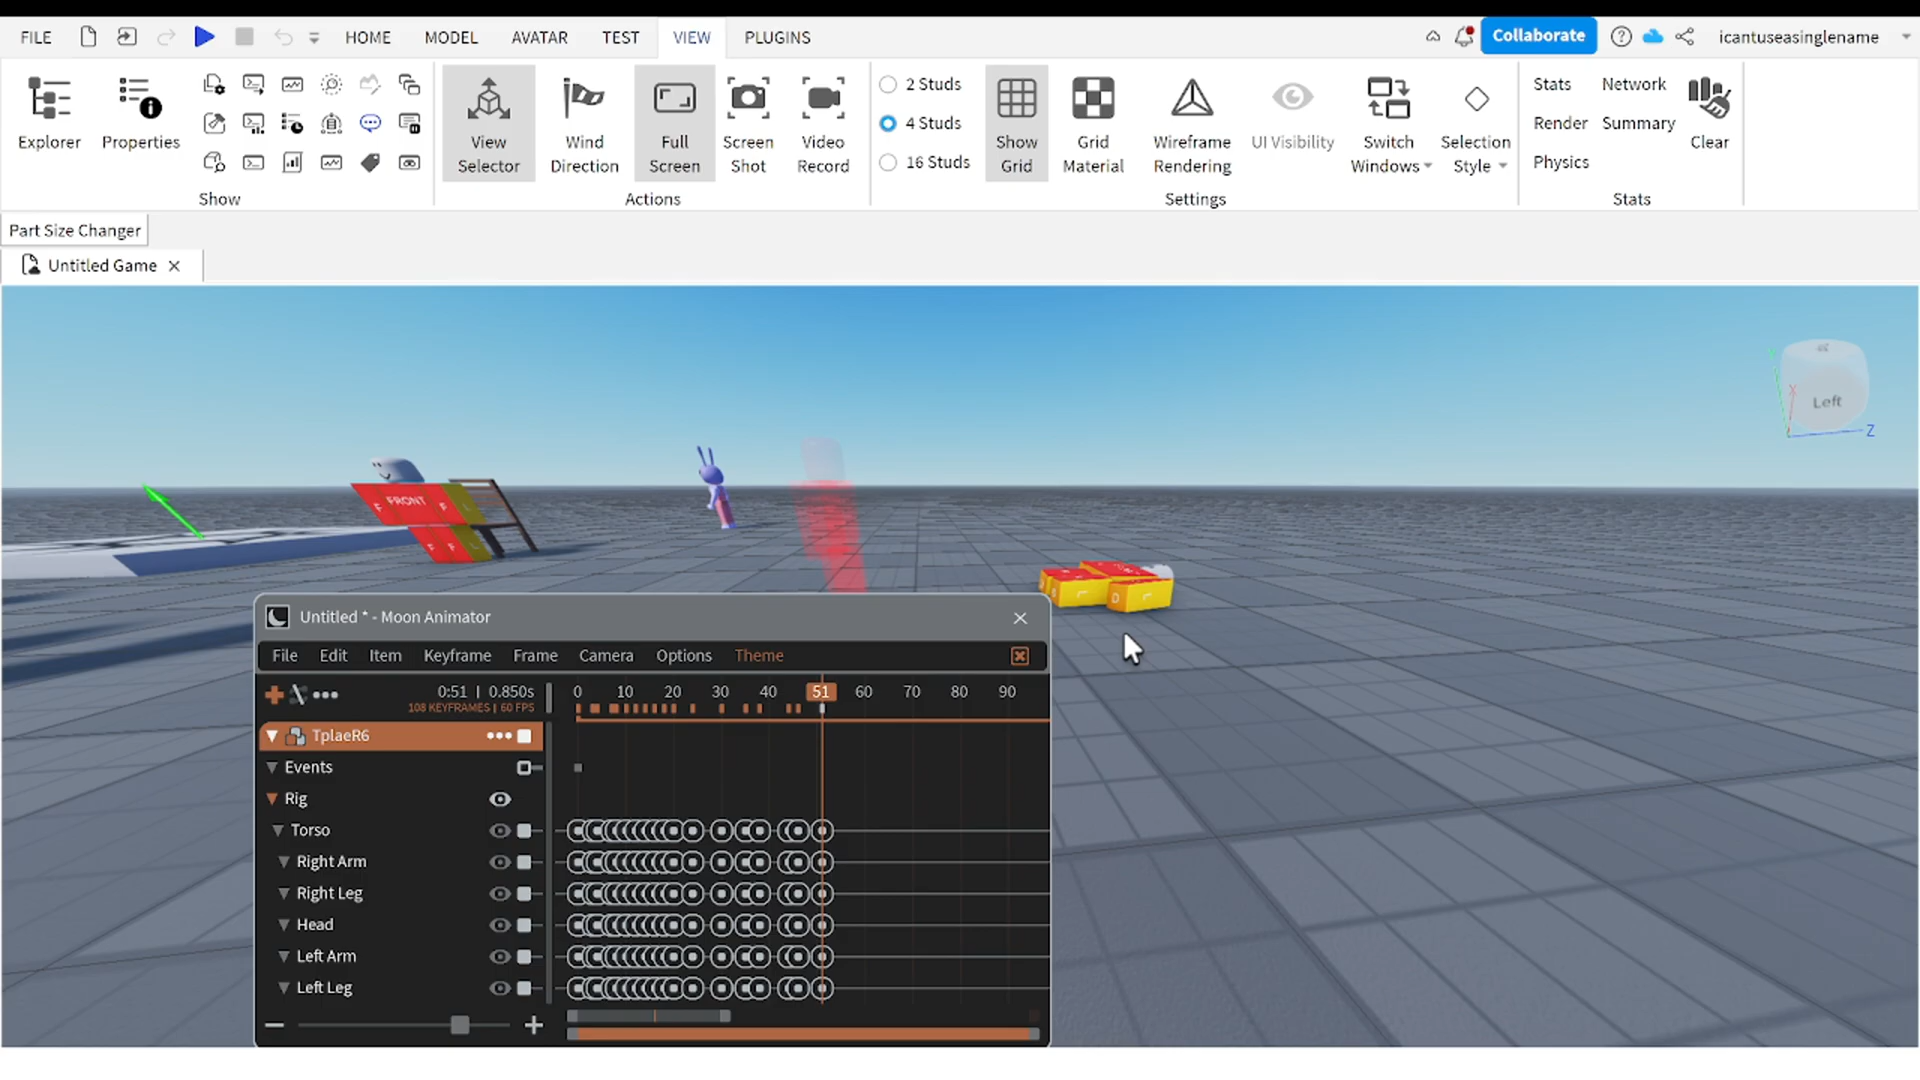 FILE HOME MODEL AVATAR TEST VIEW PLUGINS Collaborate icantuseasinglename
Explorer
Properties
Show
View Selector
Wind Direction
Full Screen
Screen Shot
Video Record
Actions
2 Studs
4 Studs
16 Studs
Show Grid
Grid Material
Wireframe Rendering
UI Visibility
Switch Windows
Selection Style
Settings
Stats Network
Render Summary
Physics
Clear
Stats
Part Size Changer
Untitled Game
Left
Z
X
FRONT
Untitled * - Moon Animator
File Edit Item Keyframe Frame Camera Options Theme
0:51 | 0.850s
108 KEYFRAMES | 60 FPS
0 10 20 30 40 51 60 70 80 90
TplaeR6
Events
Rig
Torso
Right Arm
Right Leg
Head
Left Arm
Left Leg